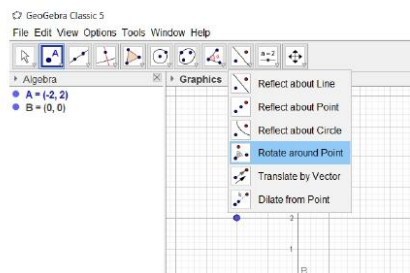 GeoGebra Classic 5
File Edit View Options Tools Window Help
A
a=2
Algebra
Graphics
A = (-2, 2)
B = (0, 0)
Reflect about Line
Reflect about Point
Reflect about Circle
Rotate around Point
Translate by Vector
Dilate from Point
2
1
B